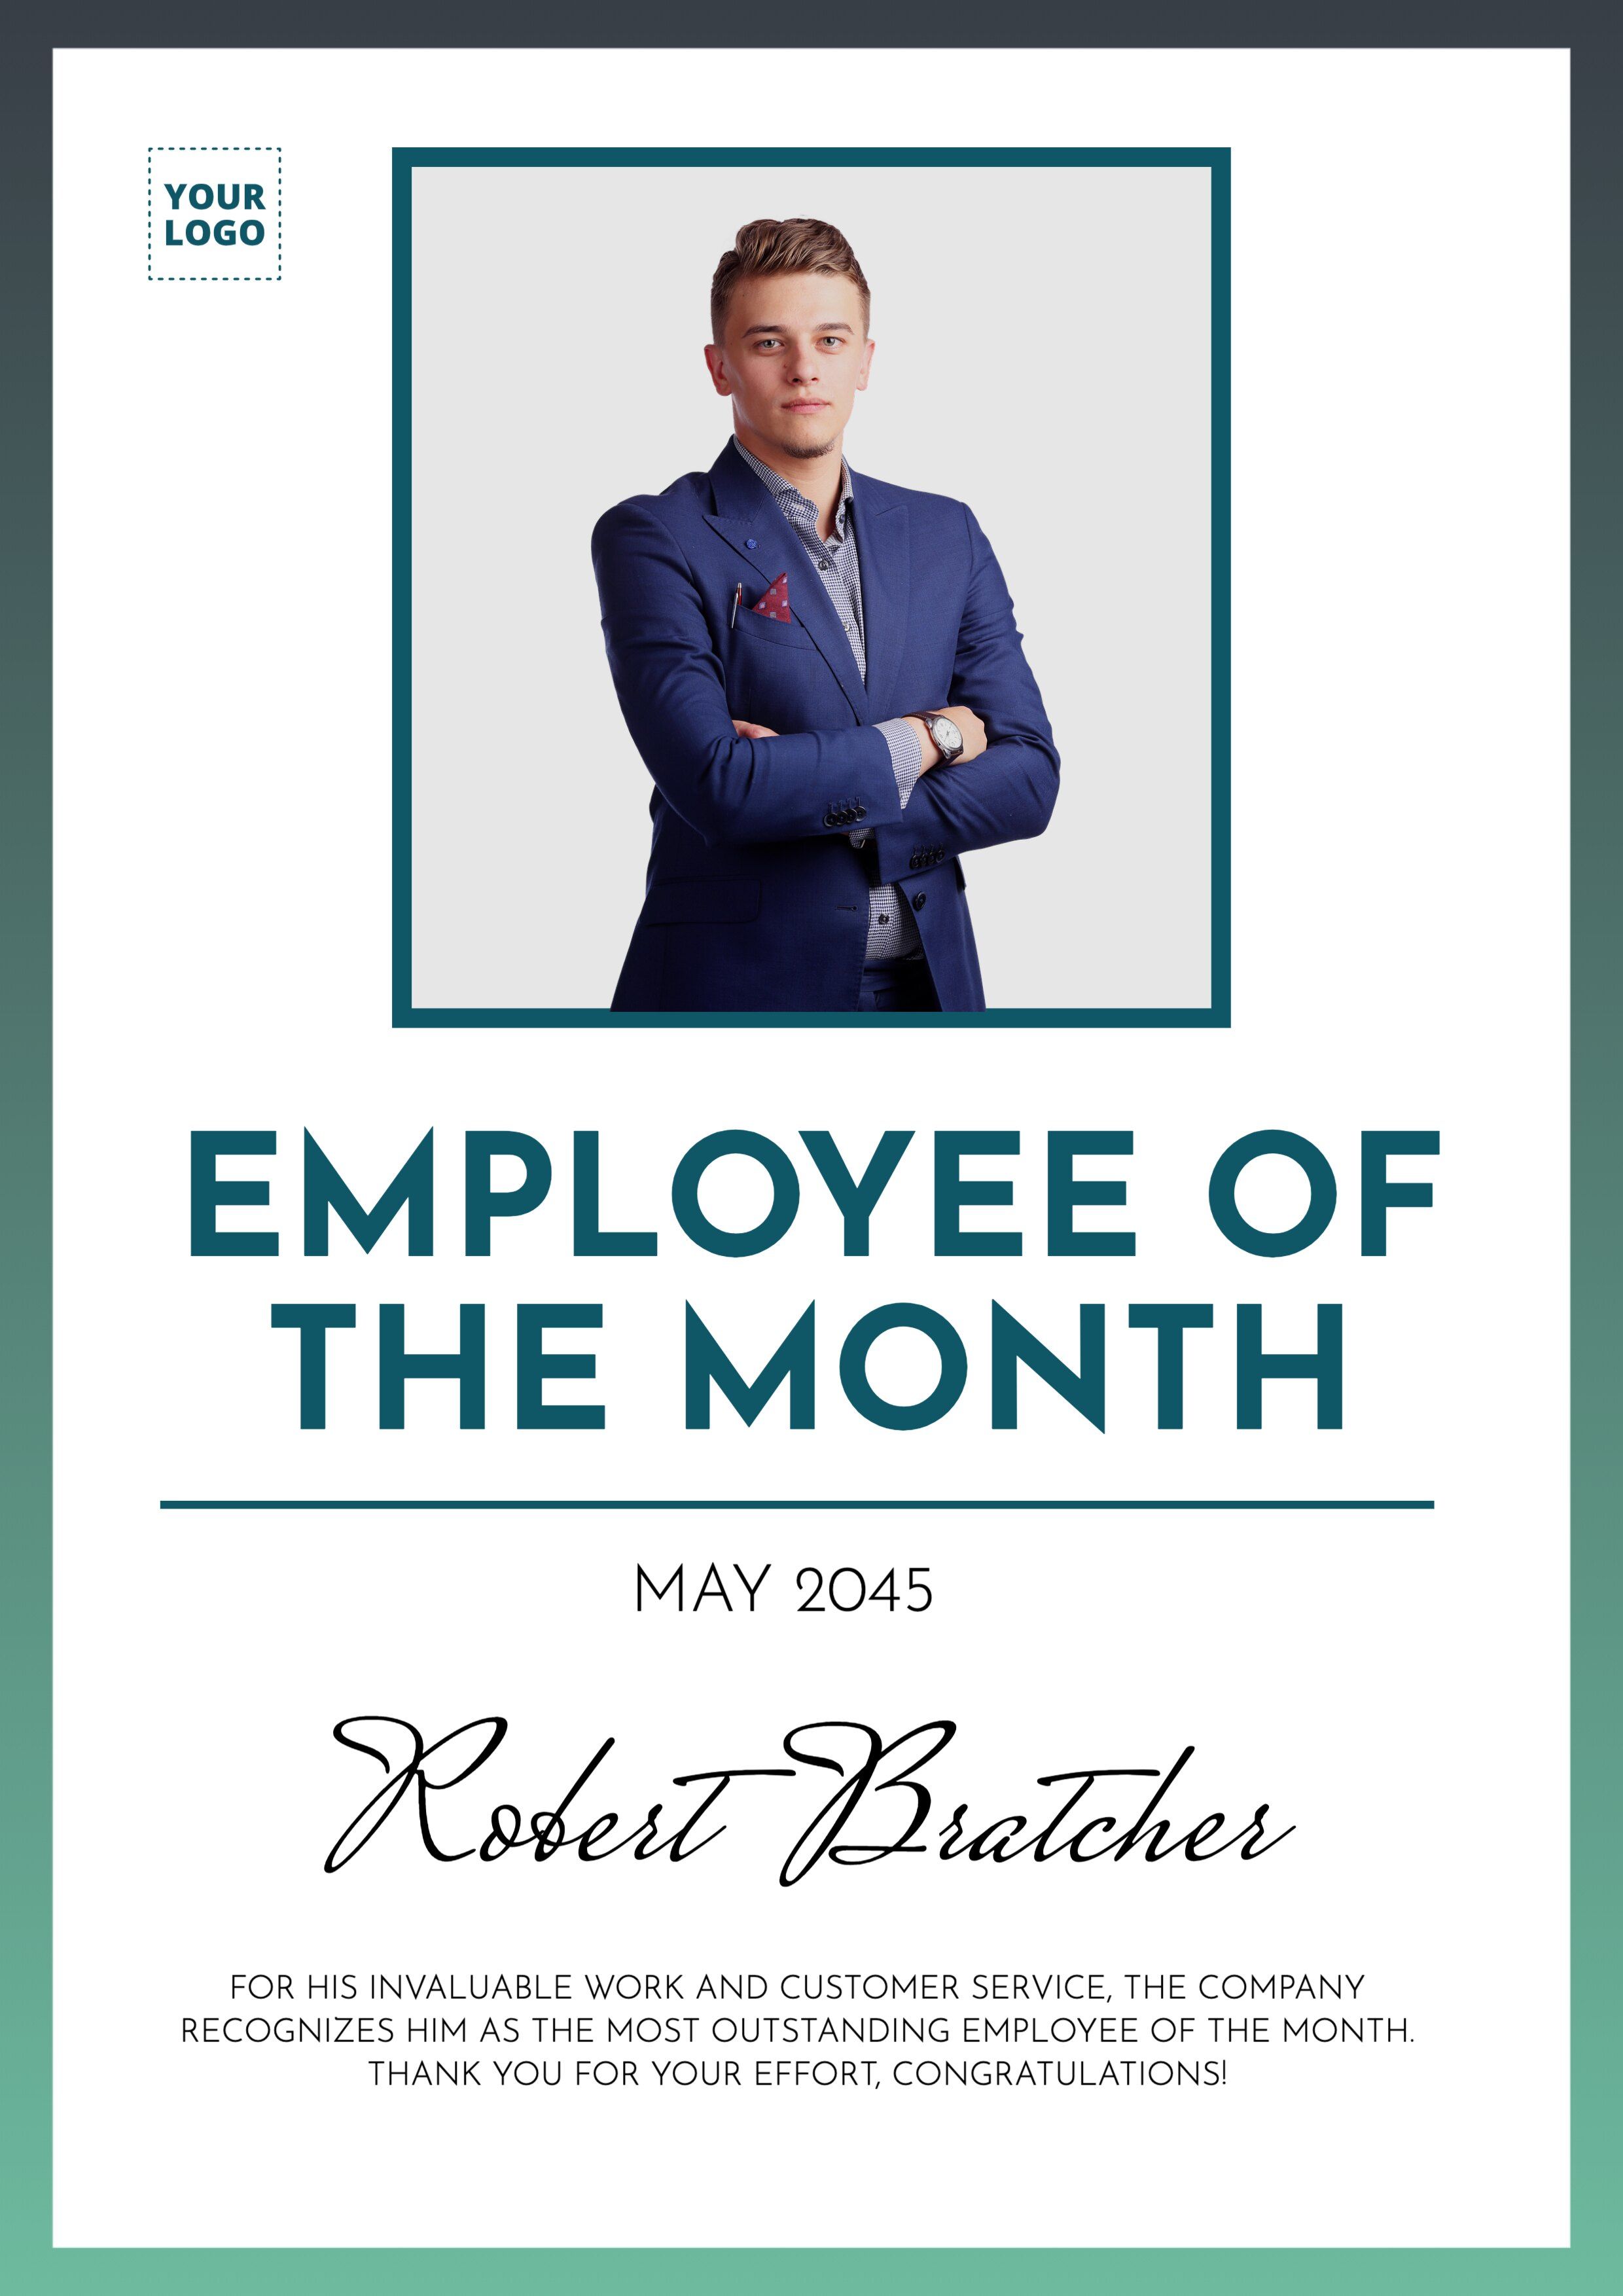 YOUR
LOGO
EMPLOYEE OF
THE MONTH
MAY 2045
Robert Bratcher
FOR HIS INVALUABLE WORK AND CUSTOMER SERVICE, THE COMPANY
RECOGNIZES HIM AS THE MOST OUTSTANDING EMPLOYEE OF THE MONTH.
THANK YOU FOR YOUR EFFORT, CONGRATULATIONS!